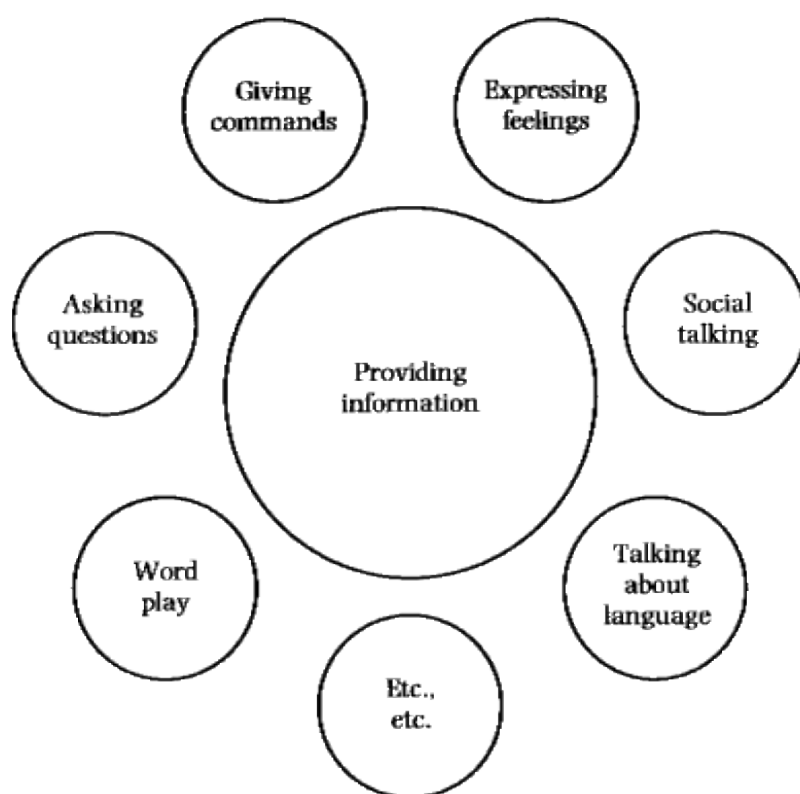 Giving
commands
Expressing
feelings
Asking
questions
Social
talking
Providing
information
Word
play
Talking
about
language
Etc.,
etc.